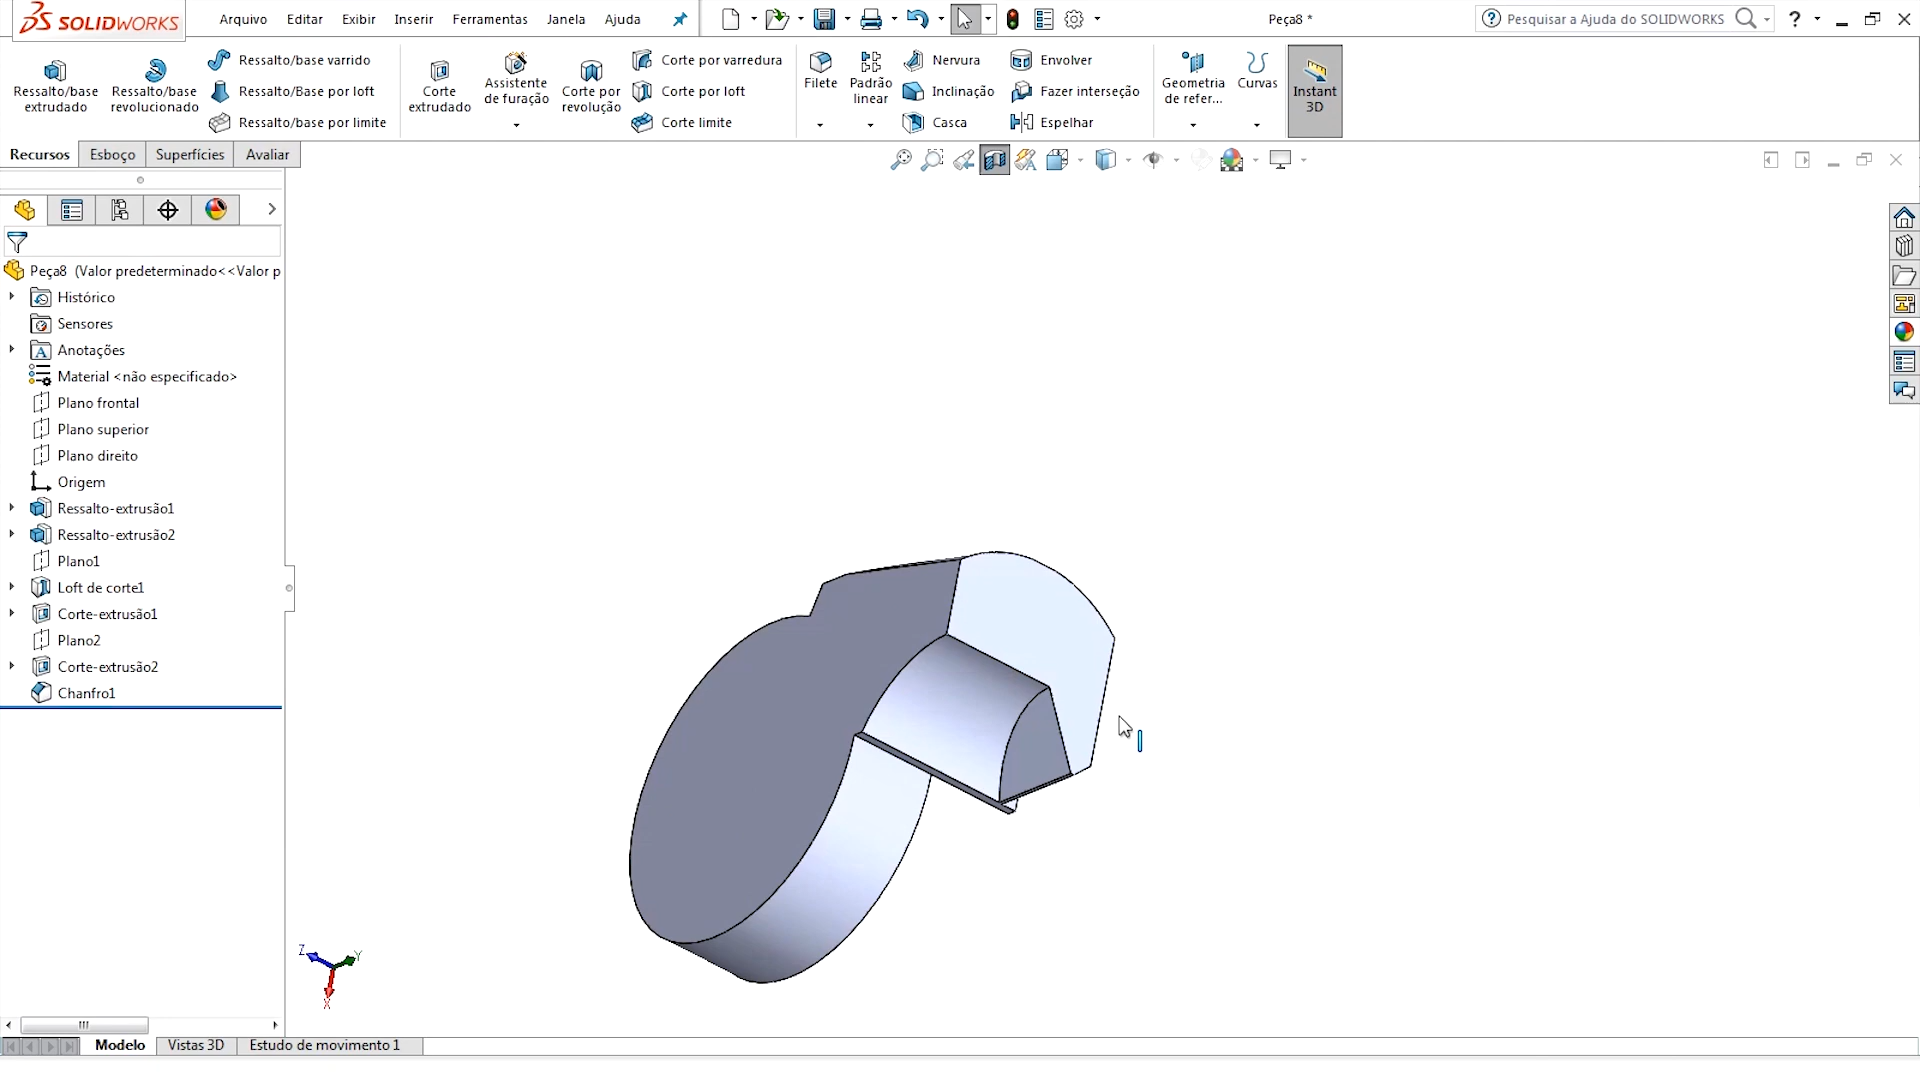 SOLIDWORKS
Arquivo Editar Exibir Inserir Ferramentas Janela Ajuda
Peça8 *
Pesquisar a Ajuda do SOLIDWORKS
?
Ressalto/base extrudado
Ressalto/base revolucionado
Ressalto/base varrido
Ressalto/Base por loft
Ressalto/base por limite
Corte extrudado
Assistente de furação
Corte por revolução
Corte por varredura
Corte por loft
Corte limite
Filete
Padrão linear
Nervura
Inclinação
Casca
Envolver
Fazer interseção
Espelhar
Geometria de refer...
Curvas
Instant 3D
Recursos Esboço Superfícies Avaliar
Peça8 (Valor predeterminado<<Valor p
Histórico
Sensores
Anotações
Material <não especificado>
Plano frontal
Plano superior
Plano direito
Origem
Ressalto-extrusão1
Ressalto-extrusão2
Plano1
Loft de corte1
Corte-extrusão1
Plano2
Corte-extrusão2
Chanfro1
Z Y
X
Modelo Vistas 3D Estudo de movimento 1